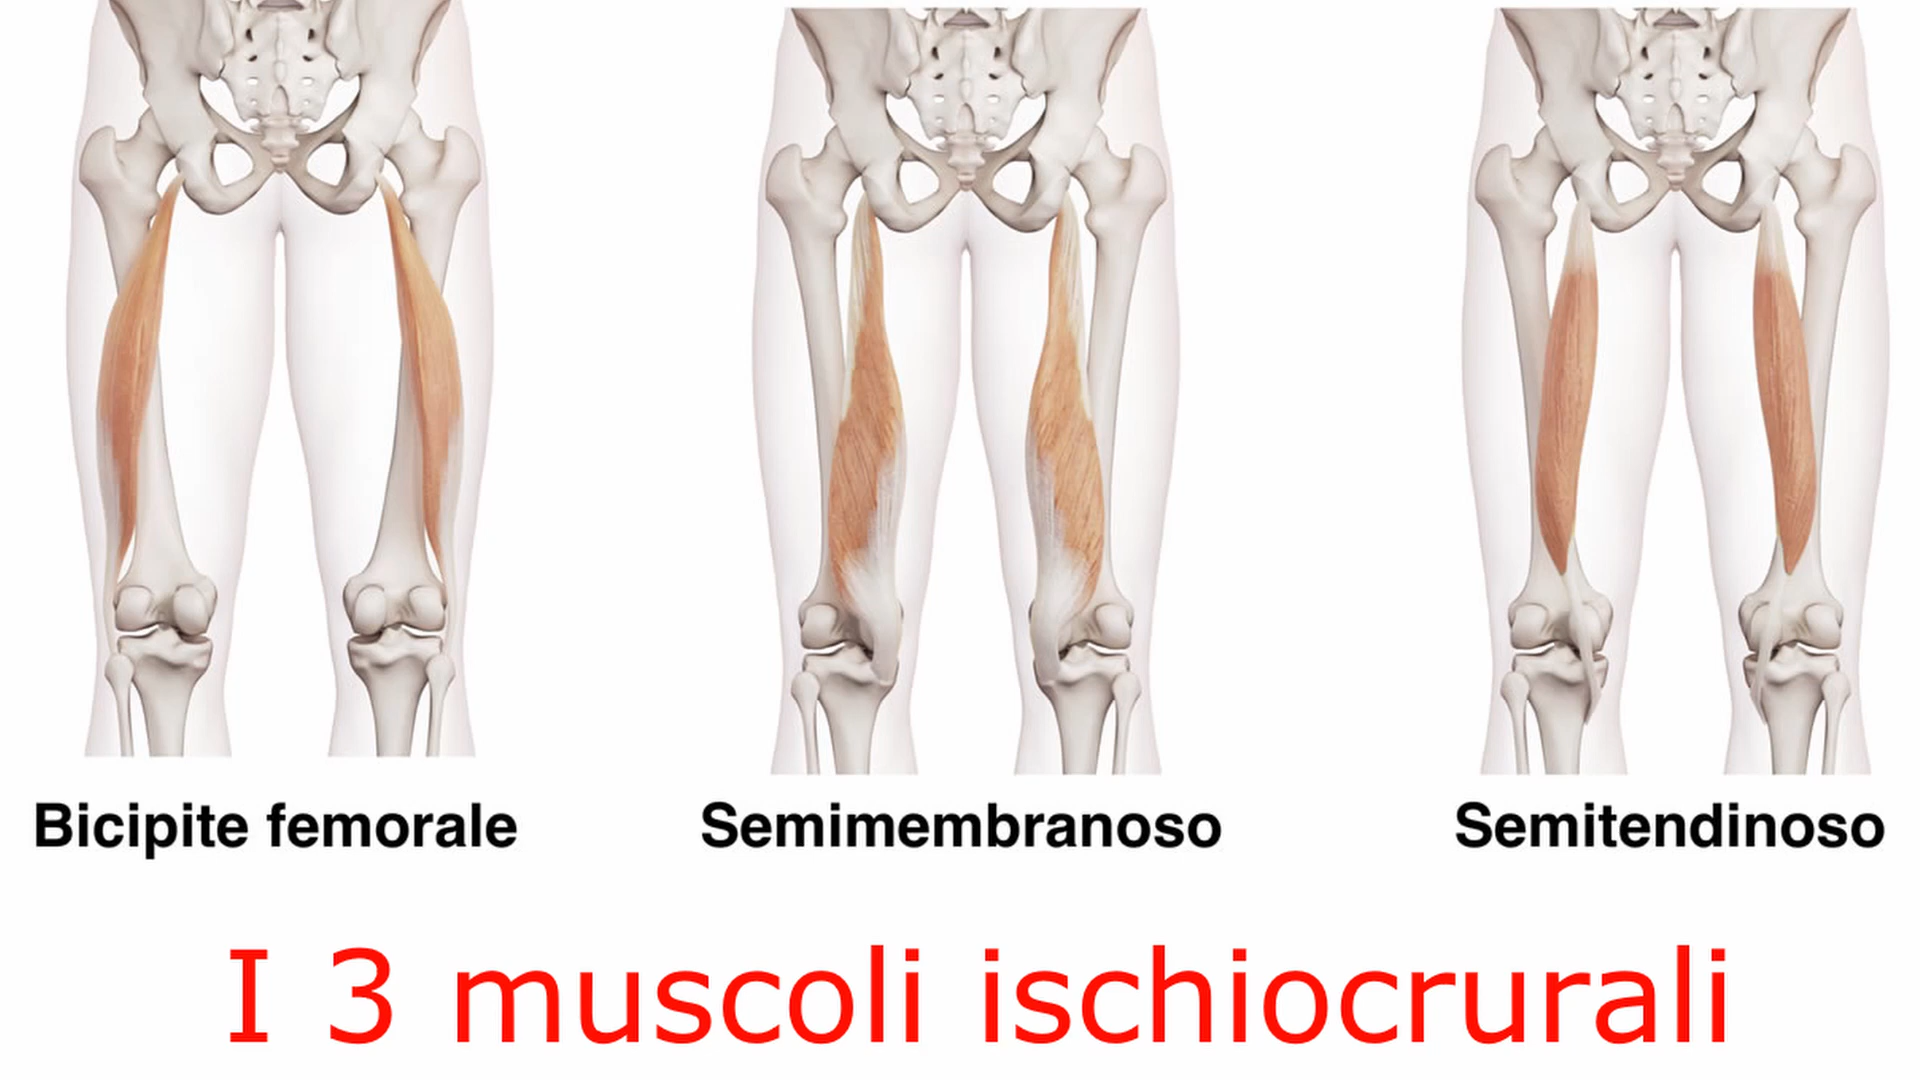 Bicipite femorale
Semimembranoso
Semitendinoso
I 3 muscoli ischiocrurali